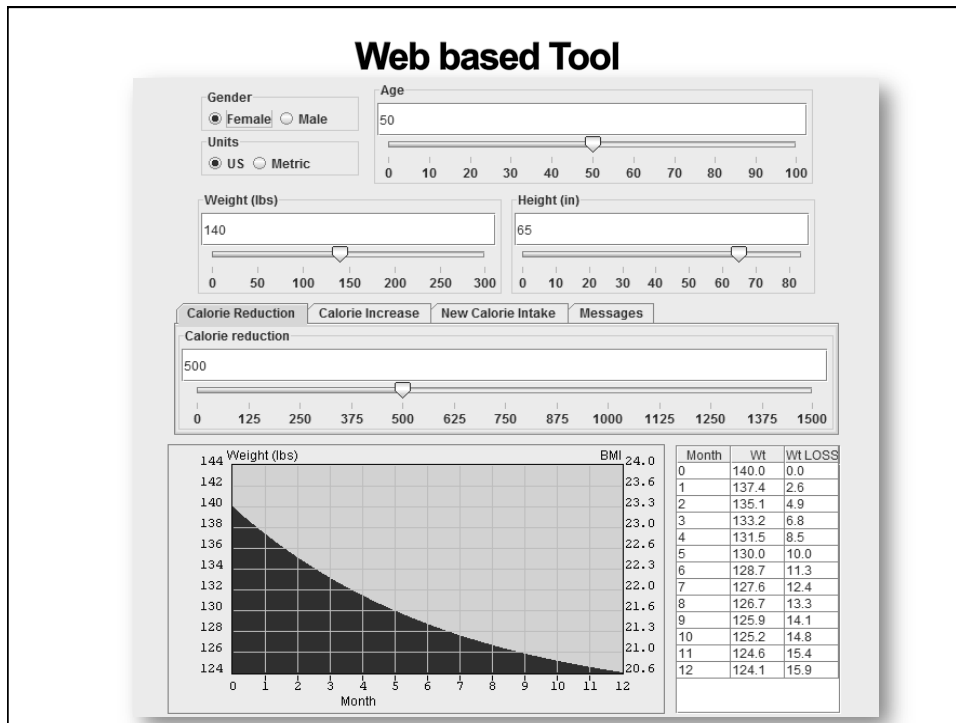 Web based Tool
Gender
Female Male
Units
US Metric
Age
50
0 10 20 30 40 50 60 70 80 90 100
Weight (lbs)
140
0 50 100 150 200 250 300
Height (in)
65
0 10 20 30 40 50 60 70 80
Calorie Reduction Calorie Increase New Calorie Intake Messages
Calorie reduction
500
0 125 250 375 500 625 750 875 1000 1125 1250 1375 1500
Weight (lbs) BMI
144 24.0
142 23.6
140 23.3
138 23.0
136 22.6
134 22.3
132 22.0
130 21.6
128 21.3
126 21.0
124 20.6
0 1 2 3 4 5 6 7 8 9 10 11 12
Month
Month Wt Wt LOSS
0 140.0 0.0
1 137.4 2.6
2 135.1 4.9
3 133.2 6.8
4 131.5 8.5
5 130.0 10.0
6 128.7 11.3
7 127.6 12.4
8 126.7 13.3
9 125.9 14.1
10 125.2 14.8
11 124.6 15.4
12 124.1 15.9